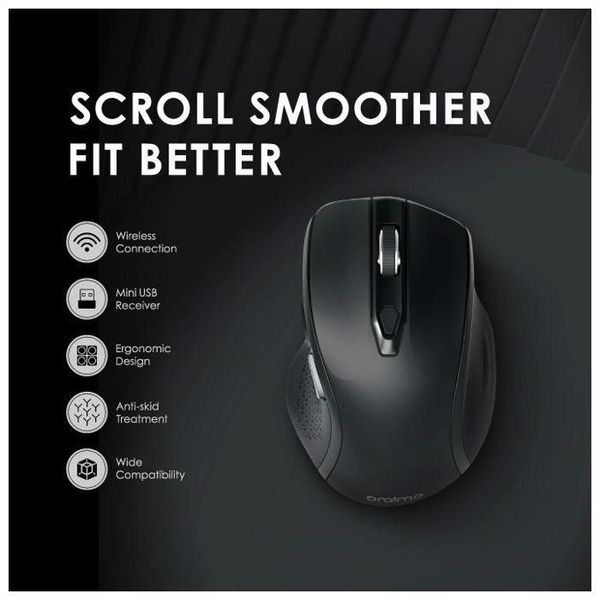 SCROLL SMOOTHER
FIT BETTER
Wireless
Connection
Mini USB
Receiver
Ergonomic
Design
Anti-skid
Treatment
Wide
Compatibility